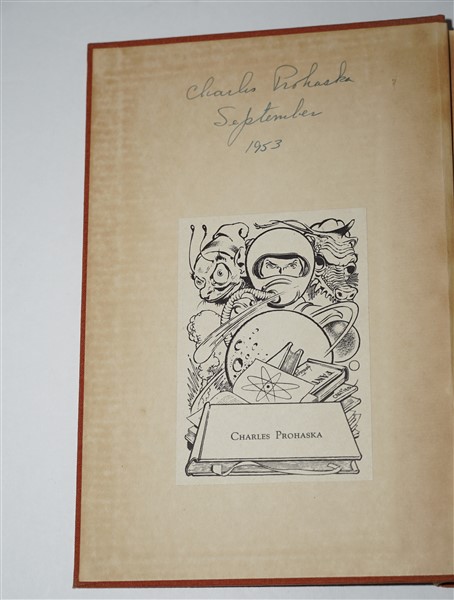 Charles Prohaska
September
1953
CHARLES PROHASKA